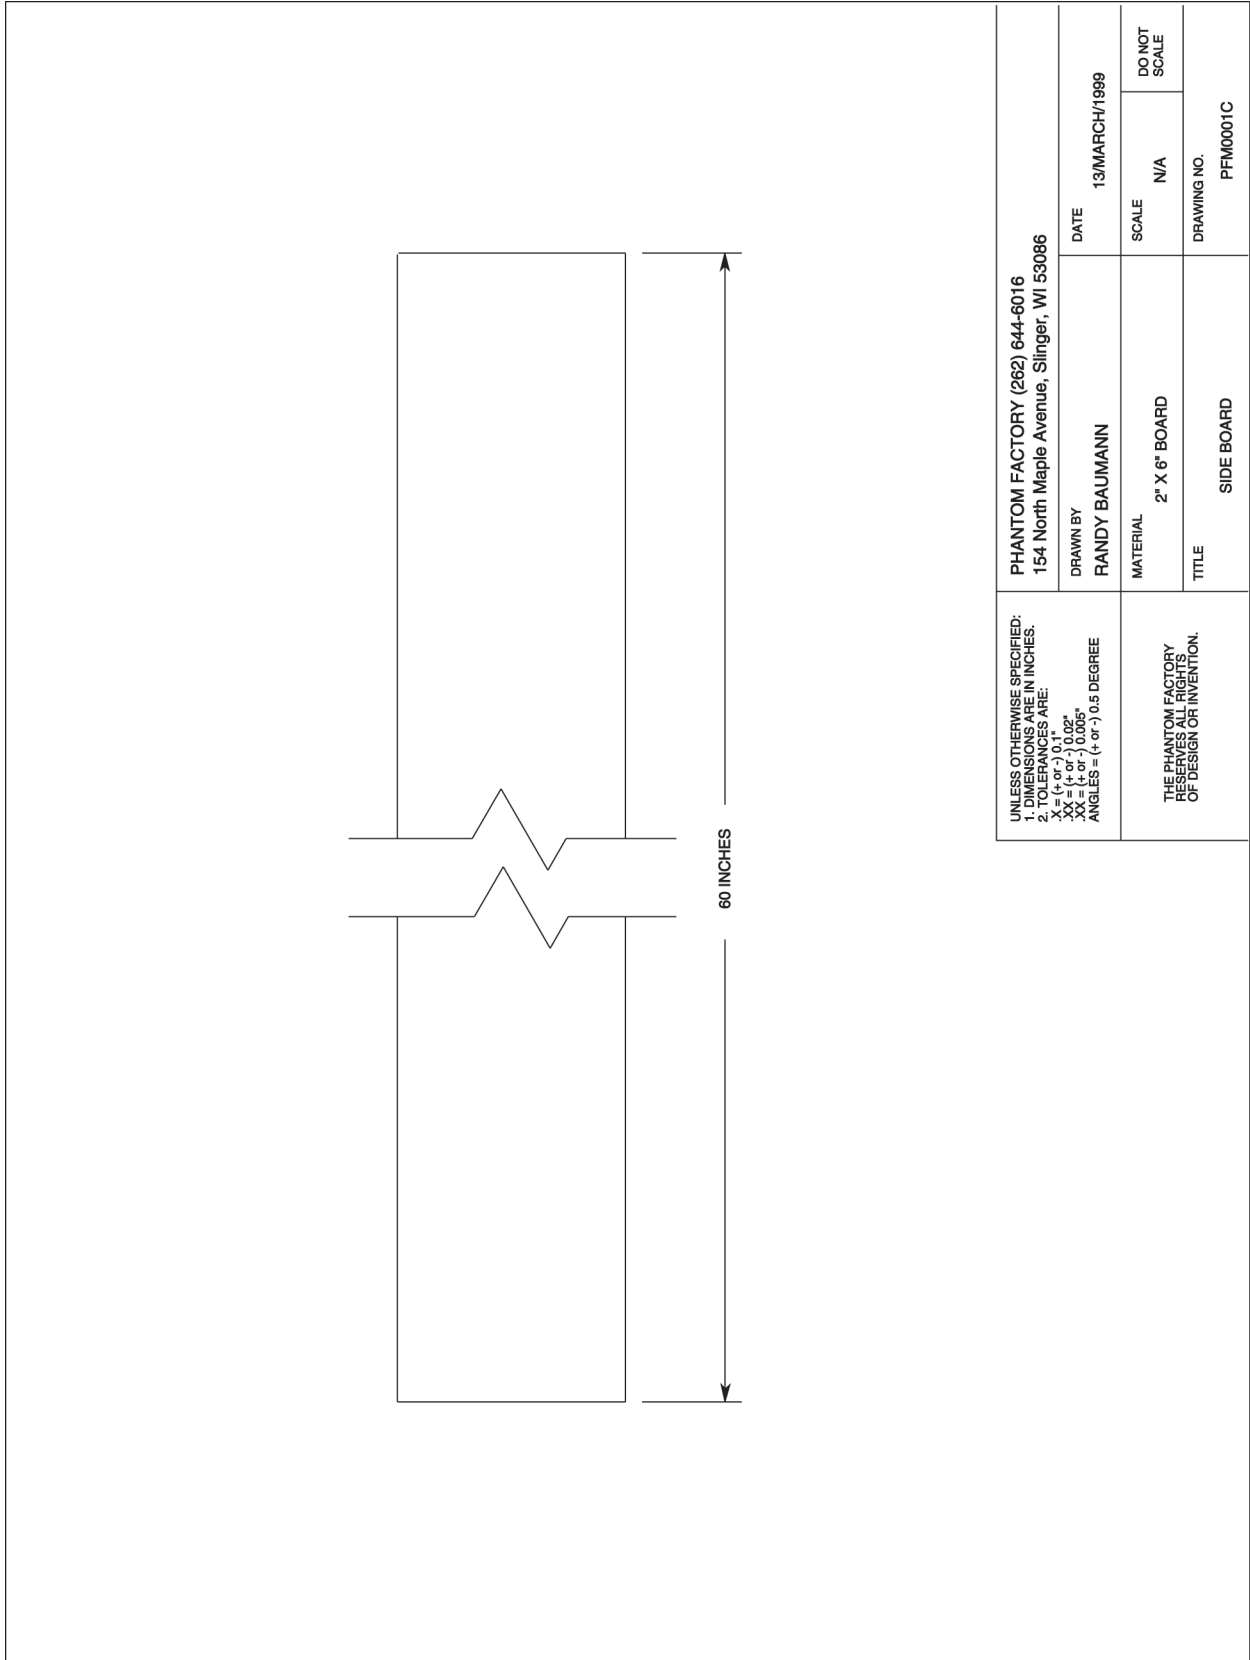 60 INCHES
UNLESS OTHERWISE SPECIFIED:
1. DIMENSIONS ARE IN INCHES.
2. TOLERANCES ARE:
.X = (+ or -) 0.1"
.XX = (+ or -) 0.02"
.XX = (+ or -) 0.005"
ANGLES = (+ or -) 0.5 DEGREE
THE PHANTOM FACTORY
RESERVES ALL RIGHTS
OF DESIGN OR INVENTION.
PHANTOM FACTORY (262) 644-6016
154 North Maple Avenue, Slinger, WI 53086
DRAWN BY
RANDY BAUMANN
DATE
13/MARCH/1999
MATERIAL
2" X 6" BOARD
SCALE
N/A
DO NOT
SCALE
TITLE
SIDE BOARD
DRAWING NO.
PFM0001C